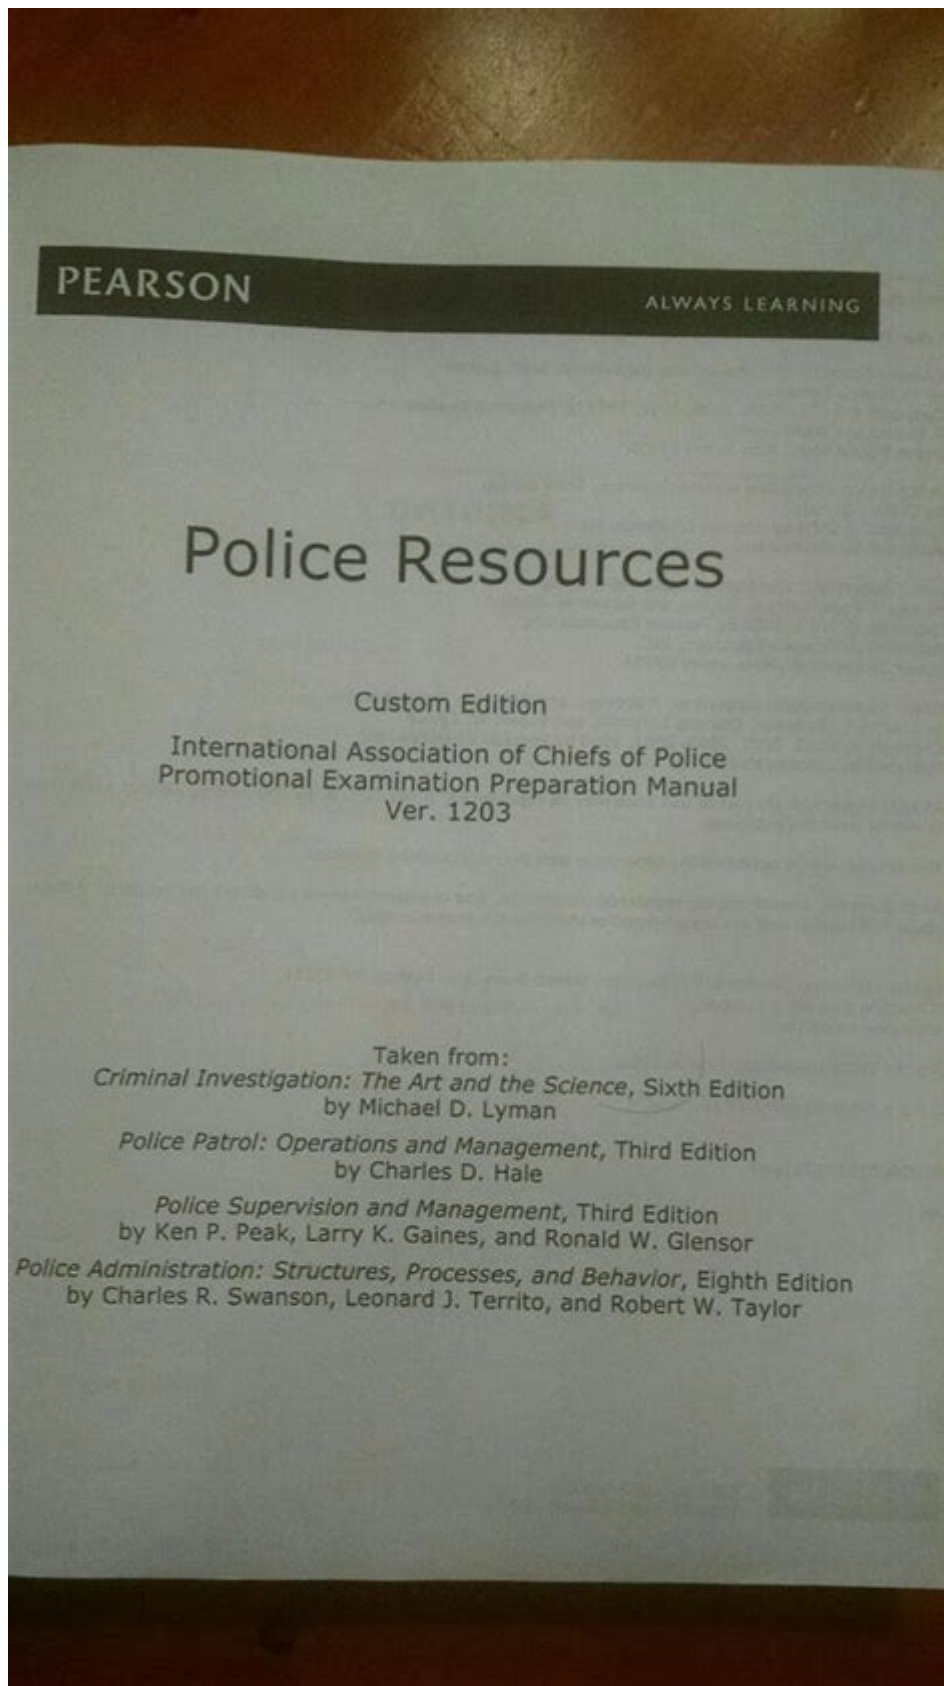 PEARSON
ALWAYS LEARNING
Police Resources
Custom Edition
International Association of Chiefs of Police
Promotional Examination Preparation Manual
Ver. 1203
Taken from:
Criminal Investigation: The Art and the Science, Sixth Edition
by Michael D. Lyman
Police Patrol: Operations and Management, Third Edition
by Charles D. Hale
Police Supervision and Management, Third Edition
by Ken P. Peak, Larry K. Gaines, and Ronald W. Glensor
Police Administration: Structures, Processes, and Behavior, Eighth Edition
by Charles R. Swanson, Leonard J. Territo, and Robert W. Taylor